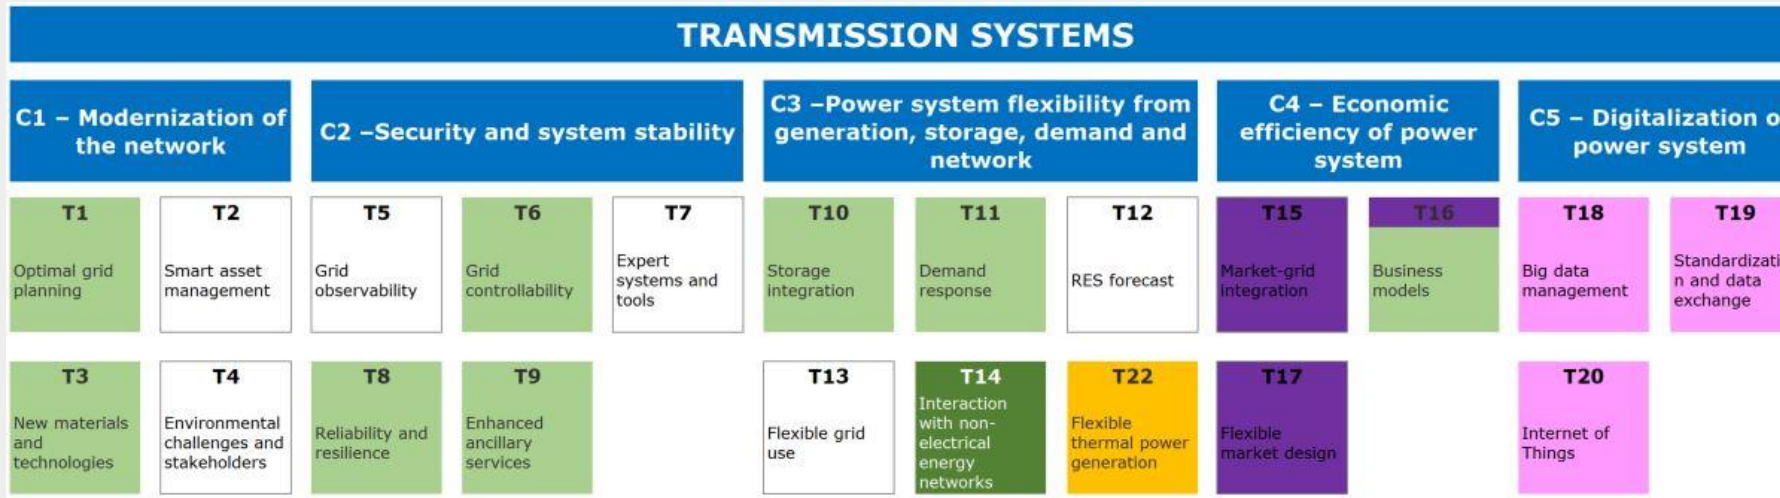 TRANSMISSION SYSTEMS
C1 – Modernization of
the network
C2 –Security and system stability
C3 –Power system flexibility from
generation, storage, demand and
network
C4 – Economic
efficiency of power
system
C5 – Digitalization o
power system
T1
Optimal grid
planning
T2
Smart asset
management
T5
Grid
observability
T6
Grid
controllability
T7
Expert
systems and
tools
T10
Storage
integration
T11
Demand
response
T12
RES forecast
T15
Market-grid
integration
T16
Business
models
T18
Big data
management
T19
Standardizati
n and data
exchange
T3
New materials
and
technologies
T4
Environmental
challenges and
stakeholders
T8
Reliability and
resilience
T9
Enhanced
ancillary
services
T13
Flexible grid
use
T14
Interaction
with non-
electrical
energy
networks
T22
Flexible
thermal power
generation
T17
Flexible
market design
T20
Internet of
Things